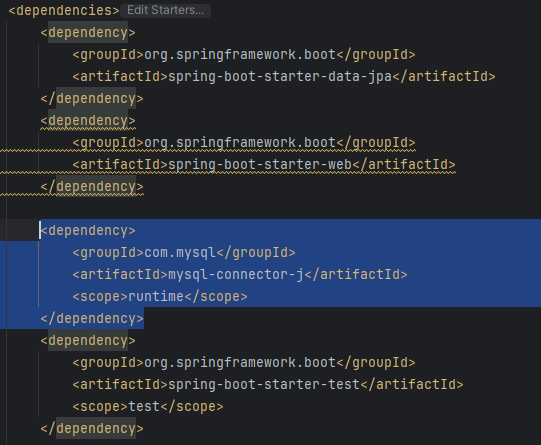 <dependencies> Edit Starters...
<dependency>
<groupId>org.springframework.boot</groupId>
<artifactId>spring-boot-starter-data-jpa</artifactId>
</dependency>
<dependency>
<groupId>org.springframework.boot</groupId>
<artifactId>spring-boot-starter-web</artifactId>
</dependency>
<dependency>
<groupId>com.mysql</groupId>
<artifactId>mysql-connector-j</artifactId>
<scope>runtime</scope>
</dependency>
<dependency>
<groupId>org.springframework.boot</groupId>
<artifactId>spring-boot-starter-test</artifactId>
<scope>test</scope>
</dependency>